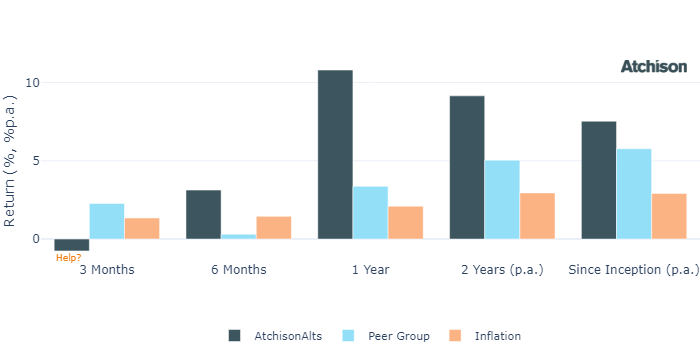 Atchison
10
5
0
Return (%, %p.a.)
Help?
3 Months
6 Months
1 Year
2 Years (p.a.)
Since Inception (p.a.)
AtchisonAlts
Peer Group
Inflation